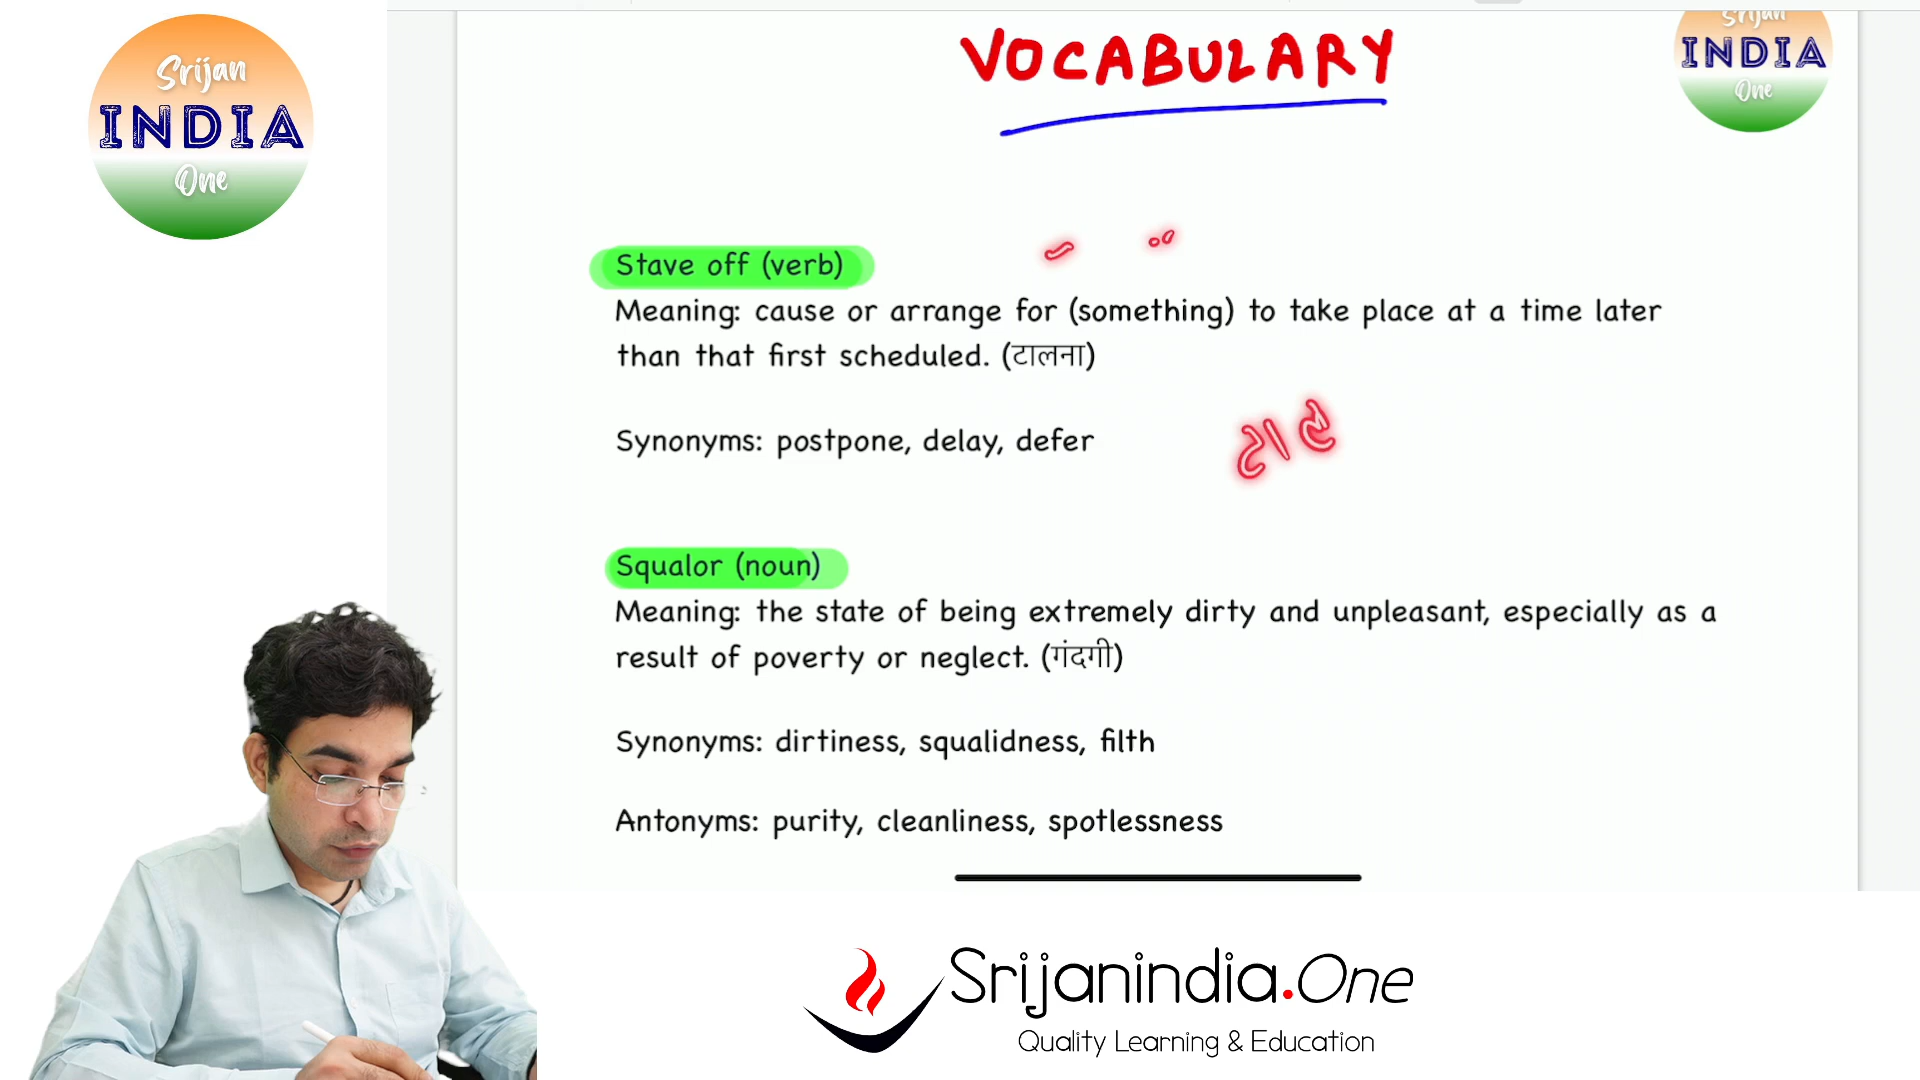 Srijan
INDIA
One
VOCABULARY
Srijan
INDIA
One
Stave off (verb)
Meaning: cause or arrange for (something) to take place at a time later
than that first scheduled. (टालना)
Synonyms: postpone, delay, defer
Squalor (noun)
Meaning: the state of being extremely dirty and unpleasant, especially as a
result of poverty or neglect. (गंदगी)
Synonyms: dirtiness, squalidness, filth
Antonyms: purity, cleanliness, spotlessness
Srijanindia.One
Quality Learning & Education